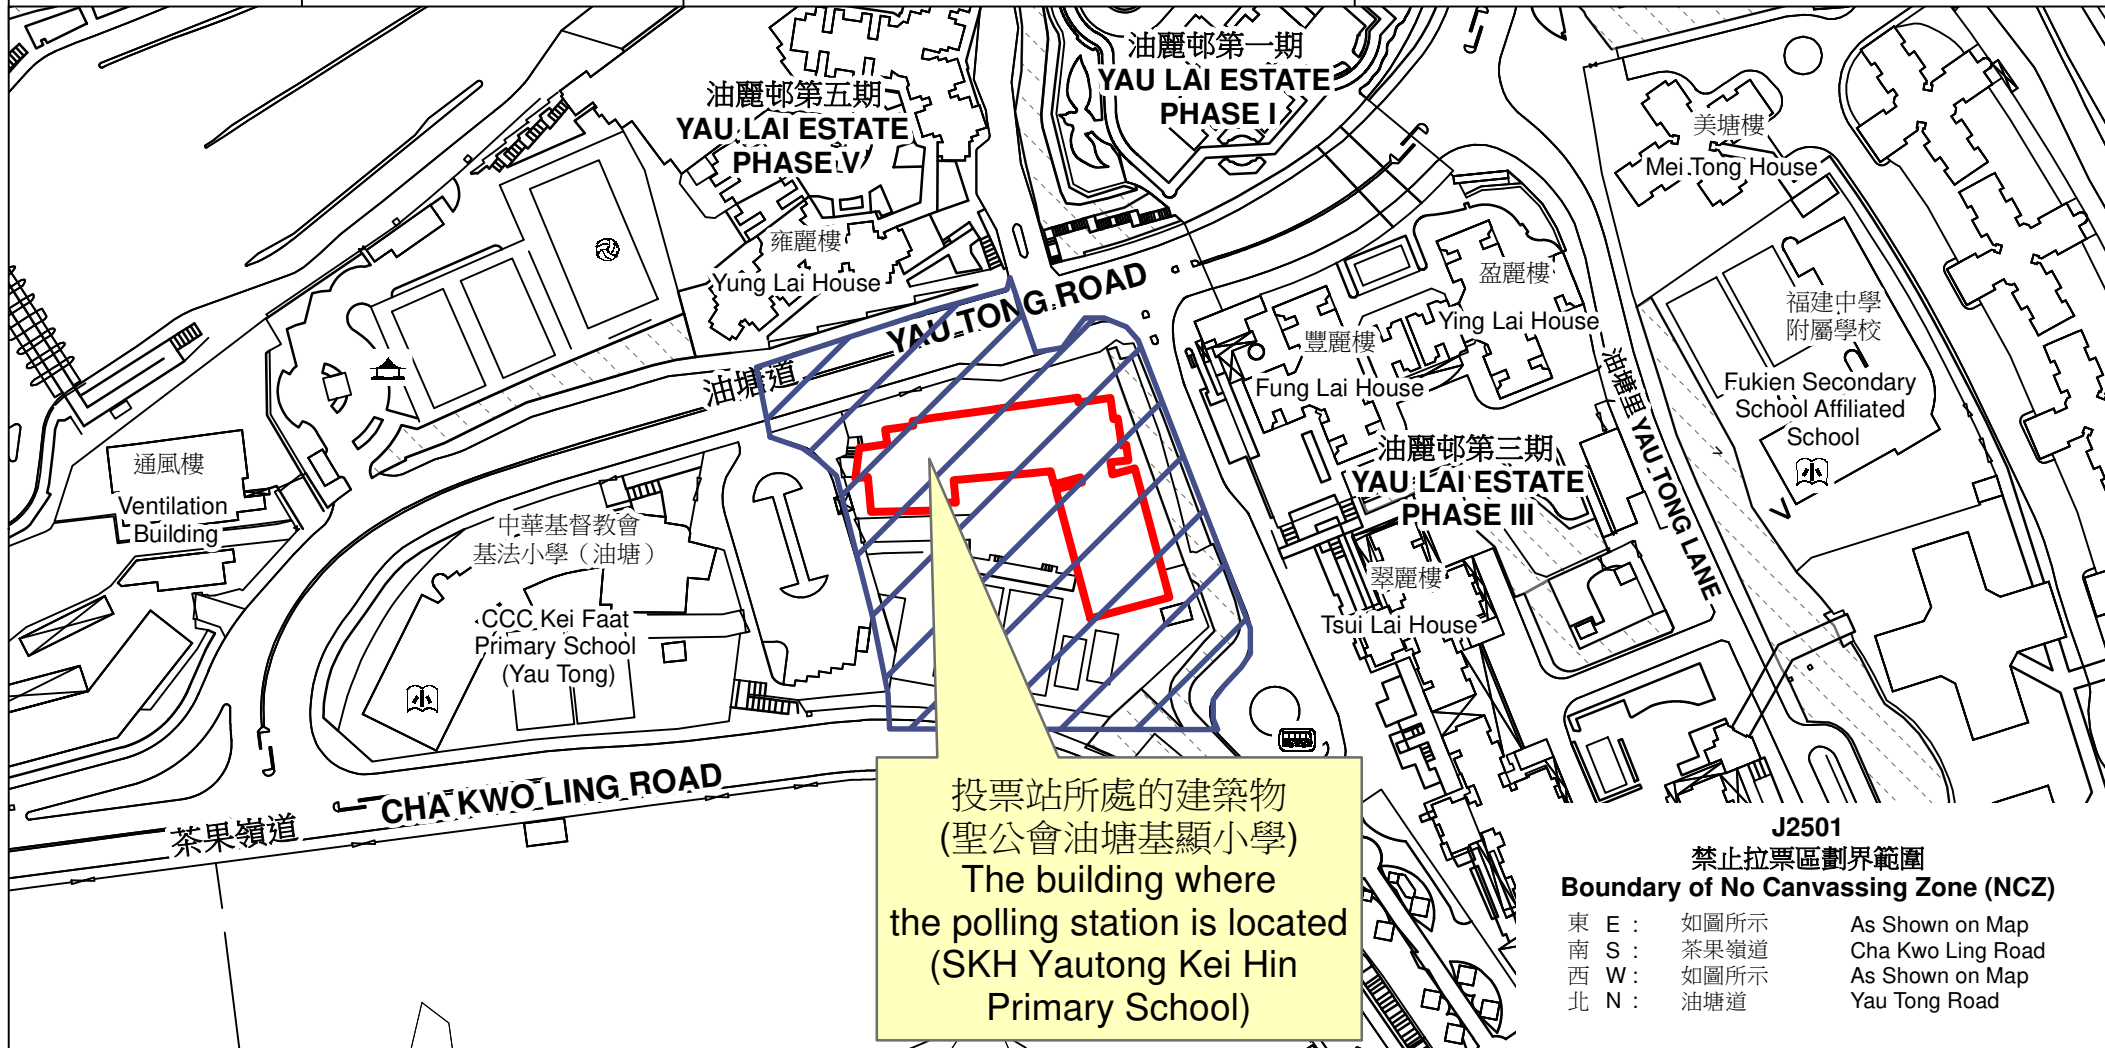 油麗邨第一期
YAU LAI ESTATE
PHASE I
油麗邨第五期
YAU LAI ESTATE
PHASE V
美塘樓
Mei Tong House
雍麗樓
Yung Lai House
YAU TONG ROAD
油塘道
盈麗樓
Ying Lai House
豐麗樓
Fung Lai House
福建中學
附屬學校
Fukien Secondary
School Affiliated
School
油塘里 YAU TONG LANE
油麗邨第三期
YAU LAI ESTATE
PHASE III
通風樓
Ventilation
Building
中華基督教會
基法小學（油塘）
CCC Kei Faat
Primary School
(Yau Tong)
小
翠麗樓
Tsui Lai House
小
CHA KWO LING ROAD
茶果嶺道
投票站所處的建築物
(聖公會油塘基顯小學)
The building where
the polling station is located
(SKH Yautong Kei Hin
Primary School)
J2501
禁止拉票區劃界範圍
Boundary of No Canvassing Zone (NCZ)
東 E : 如圖所示 As Shown on Map
南 S : 茶果嶺道 Cha Kwo Ling Road
西 W : 如圖所示 As Shown on Map
北 N : 油塘道 Yau Tong Road